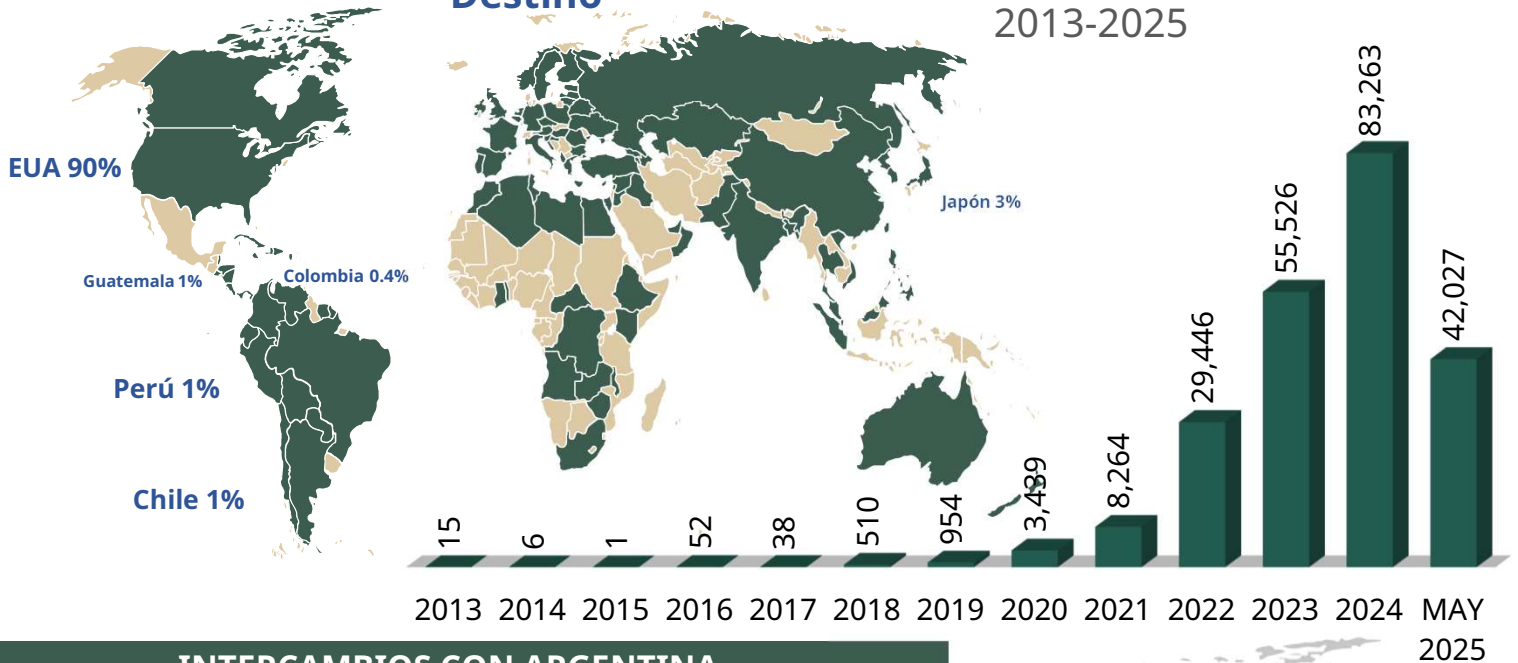 Destino
2013-2025
EUA 90%
Japón 3%
Guatemala 1%
Colombia 0.4%
Perú 1%
Chile 1%
15
6
1
52
38
510
954
3,439
8,264
29,446
55,526
83,263
42,027
2013 2014 2015 2016 2017 2018 2019 2020 2021 2022 2023 2024 MAY
2025
INTERCAMBIOS CON ARGENTINA